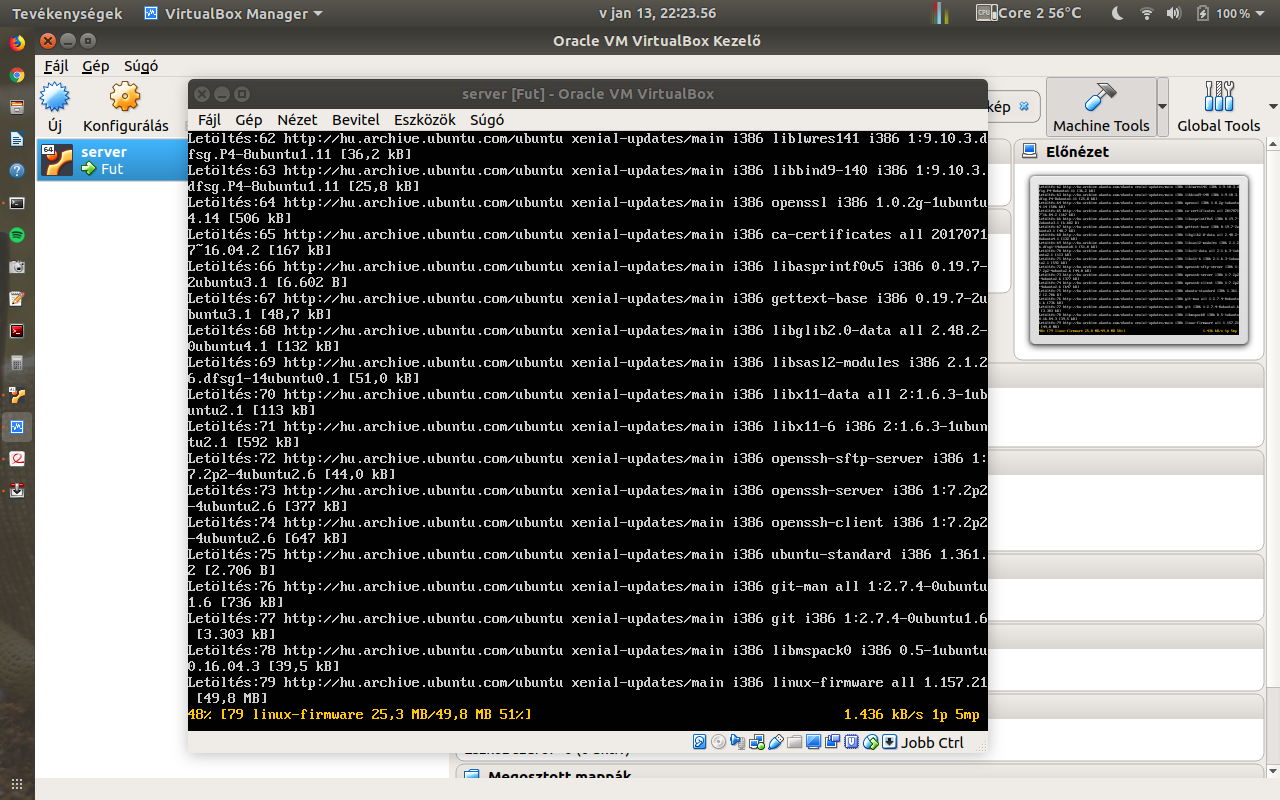 Tevékenységek VirtualBox Manager v jan 13, 22:23.56 CPU Core 2 56°C 100 %
Oracle VM VirtualBox Kezelő
Fájl Gép Súgó
Új Konfigurálás kép Machine Tools Global Tools
64 server
Fut
Előnézet
server [Fut] - Oracle VM VirtualBox
Fájl Gép Nézet Bevitel Eszközök Súgó
Letöltés:62 http://hu.archive.ubuntu.com/ubuntu xenial-updates/main i386 liblwres141 i386 1:9.10.3.d
fsg.P4-8ubuntu1.11 [36,2 kB]
Letöltés:63 http://hu.archive.ubuntu.com/ubuntu xenial-updates/main i386 libbind9-140 i386 1:9.10.3.
dfsg.P4-8ubuntu1.11 [25,8 kB]
Letöltés:64 http://hu.archive.ubuntu.com/ubuntu xenial-updates/main i386 openssl i386 1.0.2g-1ubuntu
4.14 [506 kB]
Letöltés:65 http://hu.archive.ubuntu.com/ubuntu xenial-updates/main i386 ca-certificates all 2017071
7~16.04.2 [167 kB]
Letöltés:66 http://hu.archive.ubuntu.com/ubuntu xenial-updates/main i386 libasprintf0v5 i386 0.19.7-
2ubuntu3.1 [6.602 B]
Letöltés:67 http://hu.archive.ubuntu.com/ubuntu xenial-updates/main i386 gettext-base i386 0.19.7-2u
buntu3.1 [48,7 kB]
Letöltés:68 http://hu.archive.ubuntu.com/ubuntu xenial-updates/main i386 libglib2.0-data all 2.48.2-
0ubuntu4.1 [132 kB]
Letöltés:69 http://hu.archive.ubuntu.com/ubuntu xenial-updates/main i386 libsasl2-modules i386 2.1.2
6.dfsg1-14ubuntu0.1 [51,0 kB]
Letöltés:70 http://hu.archive.ubuntu.com/ubuntu xenial-updates/main i386 libx11-data all 2:1.6.3-1ub
untu2.1 [113 kB]
Letöltés:71 http://hu.archive.ubuntu.com/ubuntu xenial-updates/main i386 libx11-6 i386 2:1.6.3-1ubun
tu2.1 [592 kB]
Letöltés:72 http://hu.archive.ubuntu.com/ubuntu xenial-updates/main i386 openssh-sftp-server i386 1:
7.2p2-4ubuntu2.6 [44,0 kB]
Letöltés:73 http://hu.archive.ubuntu.com/ubuntu xenial-updates/main i386 openssh-server i386 1:7.2p2
-4ubuntu2.6 [377 kB]
Letöltés:74 http://hu.archive.ubuntu.com/ubuntu xenial-updates/main i386 openssh-client i386 1:7.2p2
-4ubuntu2.6 [647 kB]
Letöltés:75 http://hu.archive.ubuntu.com/ubuntu xenial-updates/main i386 ubuntu-standard i386 1.361.
2 [2.706 B]
Letöltés:76 http://hu.archive.ubuntu.com/ubuntu xenial-updates/main i386 git-man all 1:2.7.4-0ubuntu
1.6 [736 kB]
Letöltés:77 http://hu.archive.ubuntu.com/ubuntu xenial-updates/main i386 git i386 1:2.7.4-0ubuntu1.6
[3.303 kB]
Letöltés:78 http://hu.archive.ubuntu.com/ubuntu xenial-updates/main i386 libmspack0 i386 0.5-1ubuntu
0.16.04.3 [39,5 kB]
Letöltés:79 http://hu.archive.ubuntu.com/ubuntu xenial-updates/main i386 linux-firmware all 1.157.21
[49,8 MB]
48% [79 linux-firmware 25,3 MB/49,8 MB 51%] 1.436 kB/s 1p 5mp
Jobb Ctrl
Megosztott mappák